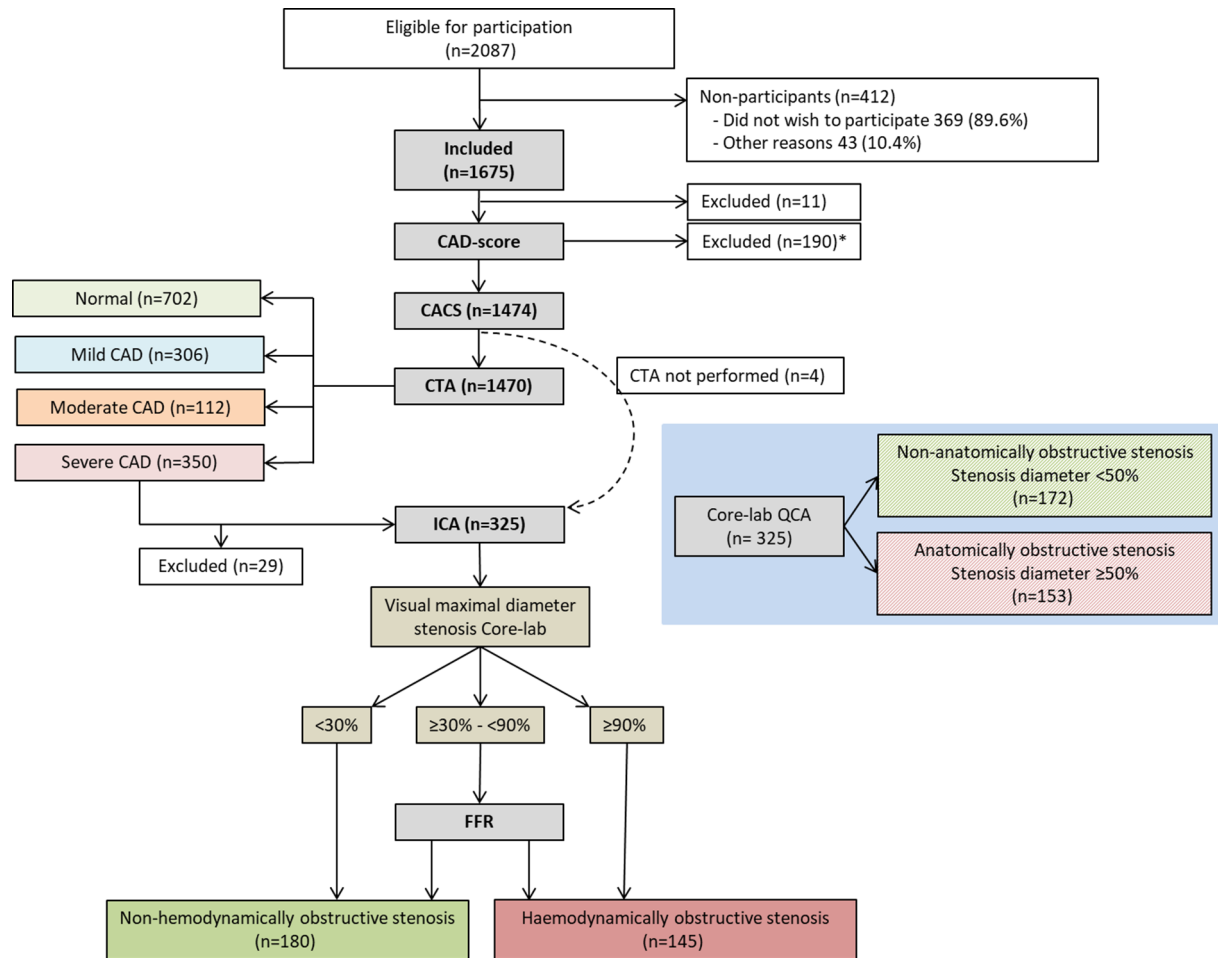 Eligible for participation
(n=2087)
Non-participants (n=412)
- Did not wish to participate 369 (89.6%)
- Other reasons 43 (10.4%)
Included
(n=1675)
Excluded (n=11)
CAD-score
Excluded (n=190)*
Normal (n=702)
CACS (n=1474)
Mild CAD (n=306)
CTA not performed (n=4)
CTA (n=1470)
Moderate CAD (n=112)
Severe CAD (n=350)
Non-anatomically obstructive stenosis
Stenosis diameter <50%
(n=172)
Core-lab QCA
(n= 325)
ICA (n=325)
Anatomically obstructive stenosis
Stenosis diameter ≥50%
(n=153)
Excluded (n=29)
Visual maximal diameter
stenosis Core-lab
<30%
≥30% - <90%
≥90%
FFR
Non-hemodynamically obstructive stenosis
(n=180)
Haemodynamically obstructive stenosis
(n=145)